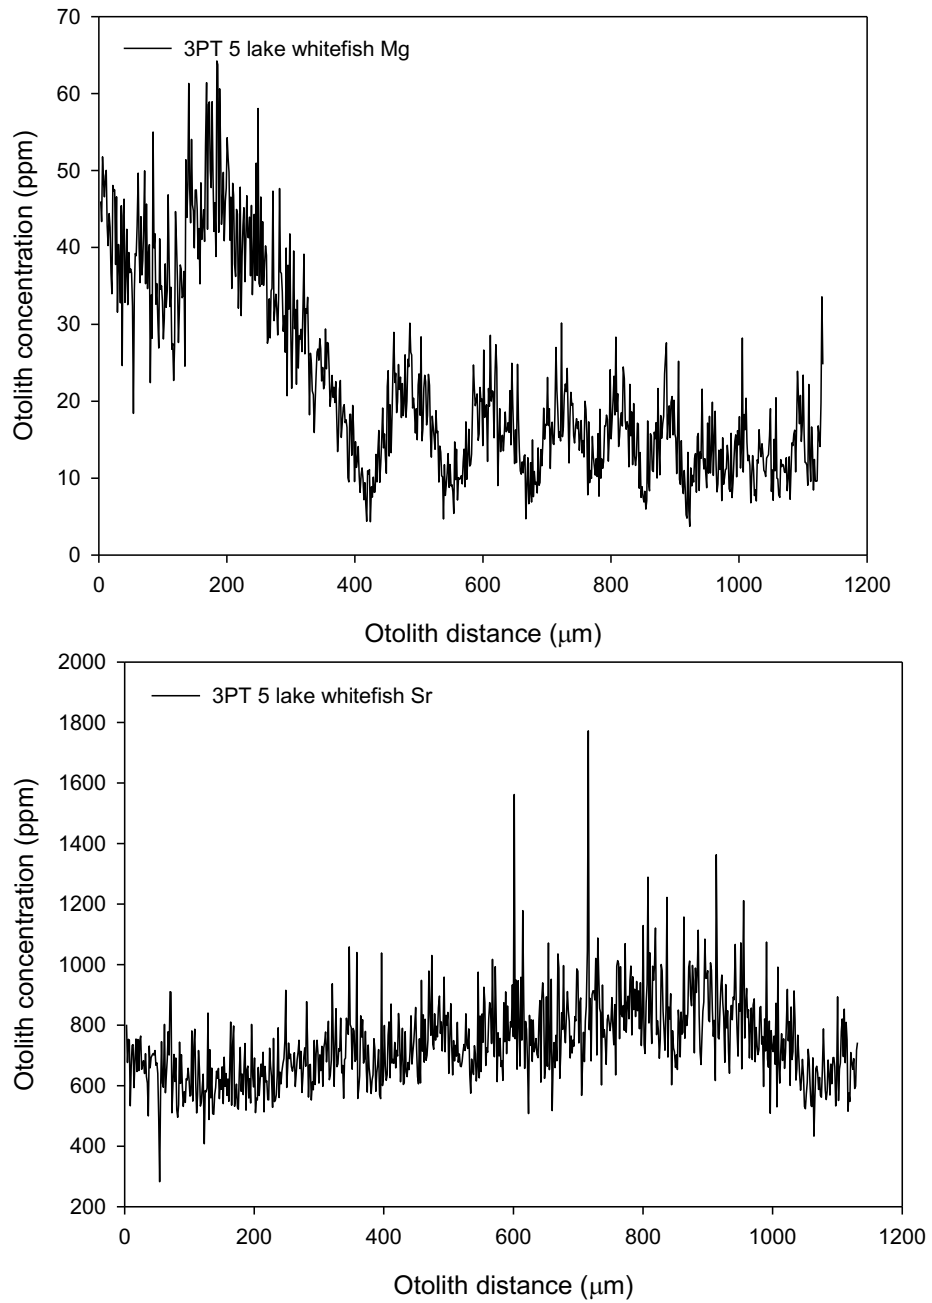 70
3PT 5 lake whitefish Mg
60
50
40
30
20
10
0
Otolith concentration (ppm)
0 200 400 600 800 1000 1200
Otolith distance (μm)
2000
3PT 5 lake whitefish Sr
1800
1600
1400
1200
1000
800
600
400
200
Otolith concentration (ppm)
0 200 400 600 800 1000 1200
Otolith distance (μm)